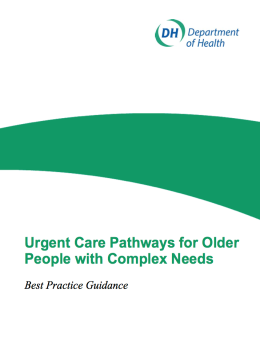 DH Department
of Health
Urgent Care Pathways for Older
People with Complex Needs
Best Practice Guidance